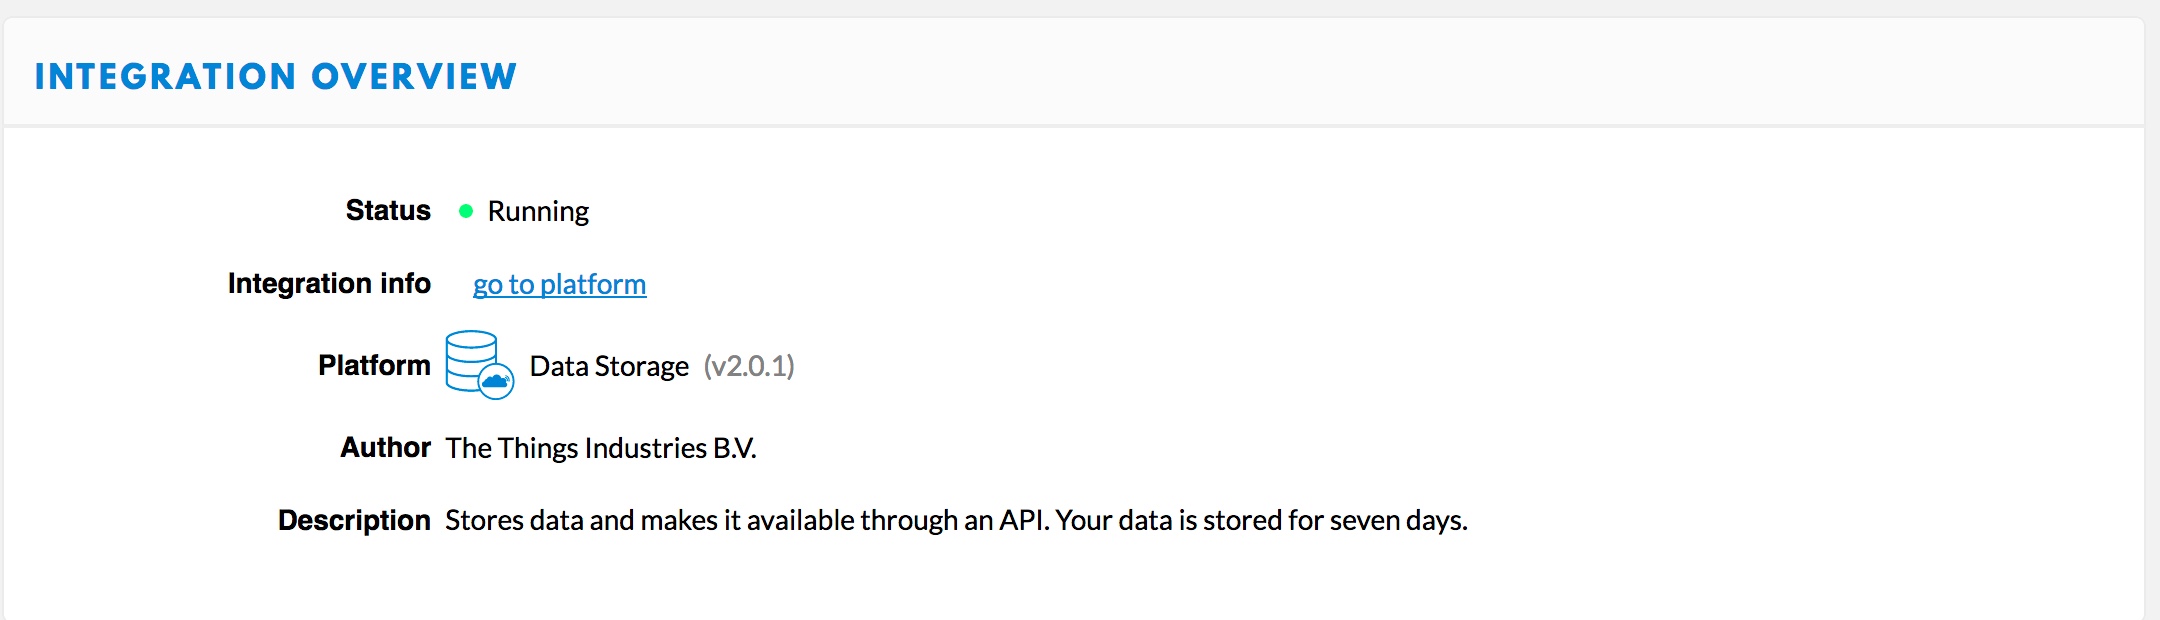 INTEGRATION OVERVIEW
Status Running
Integration info go to platform
Platform Data Storage (v2.0.1)
Author The Things Industries B.V.
Description Stores data and makes it available through an API. Your data is stored for seven days.